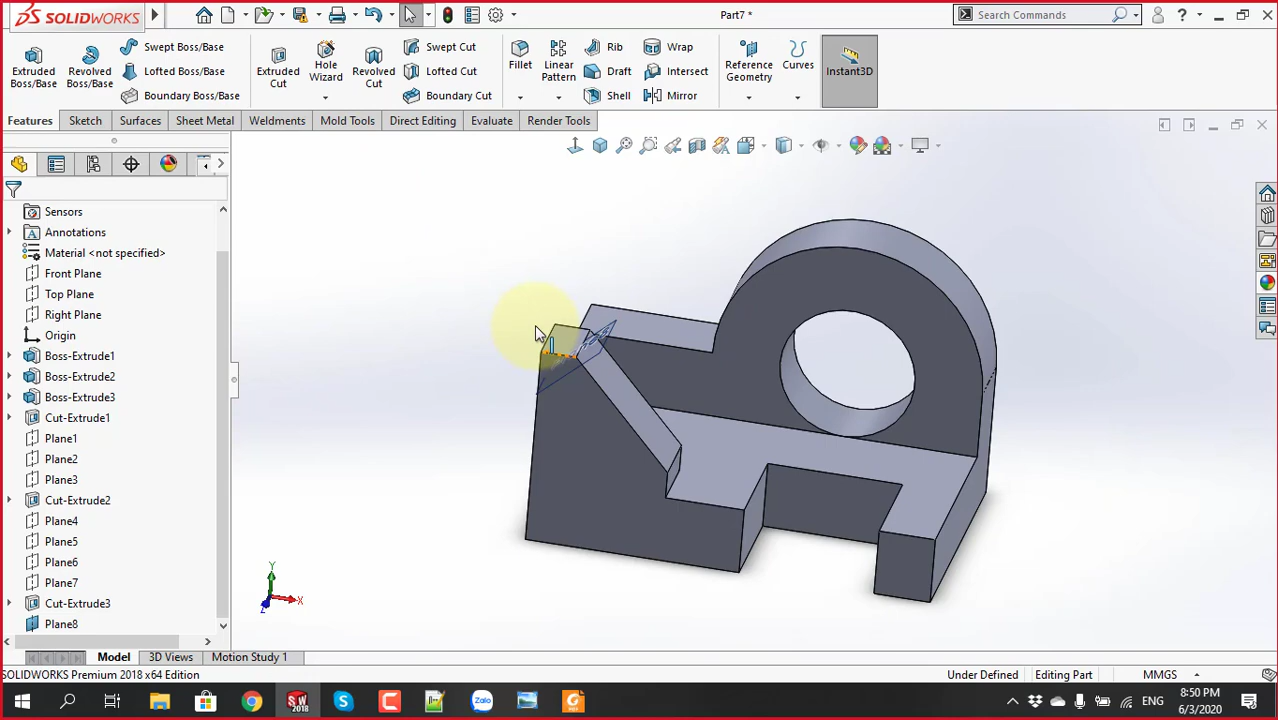 SOLIDWORKS
Part7 *
Search Commands
?
Extruded Boss/Base
Revolved Boss/Base
Swept Boss/Base
Lofted Boss/Base
Boundary Boss/Base
Extruded Cut
Hole Wizard
Revolved Cut
Swept Cut
Lofted Cut
Boundary Cut
Fillet
Linear Pattern
Rib
Draft
Shell
Wrap
Intersect
Mirror
Reference Geometry
Curves
Instant3D
Features Sketch Surfaces Sheet Metal Weldments Mold Tools Direct Editing Evaluate Render Tools
Sensors
Annotations
Material <not specified>
Front Plane
Top Plane
Right Plane
Origin
Boss-Extrude1
Boss-Extrude2
Boss-Extrude3
Cut-Extrude1
Plane1
Plane2
Plane3
Cut-Extrude2
Plane4
Plane5
Plane6
Plane7
Cut-Extrude3
Plane8
Y
X
Z
Model 3D Views Motion Study 1
SOLIDWORKS Premium 2018 x64 Edition Under Defined Editing Part MMGS
SW 2018
Zalo
ENG
8:50 PM
6/3/2020